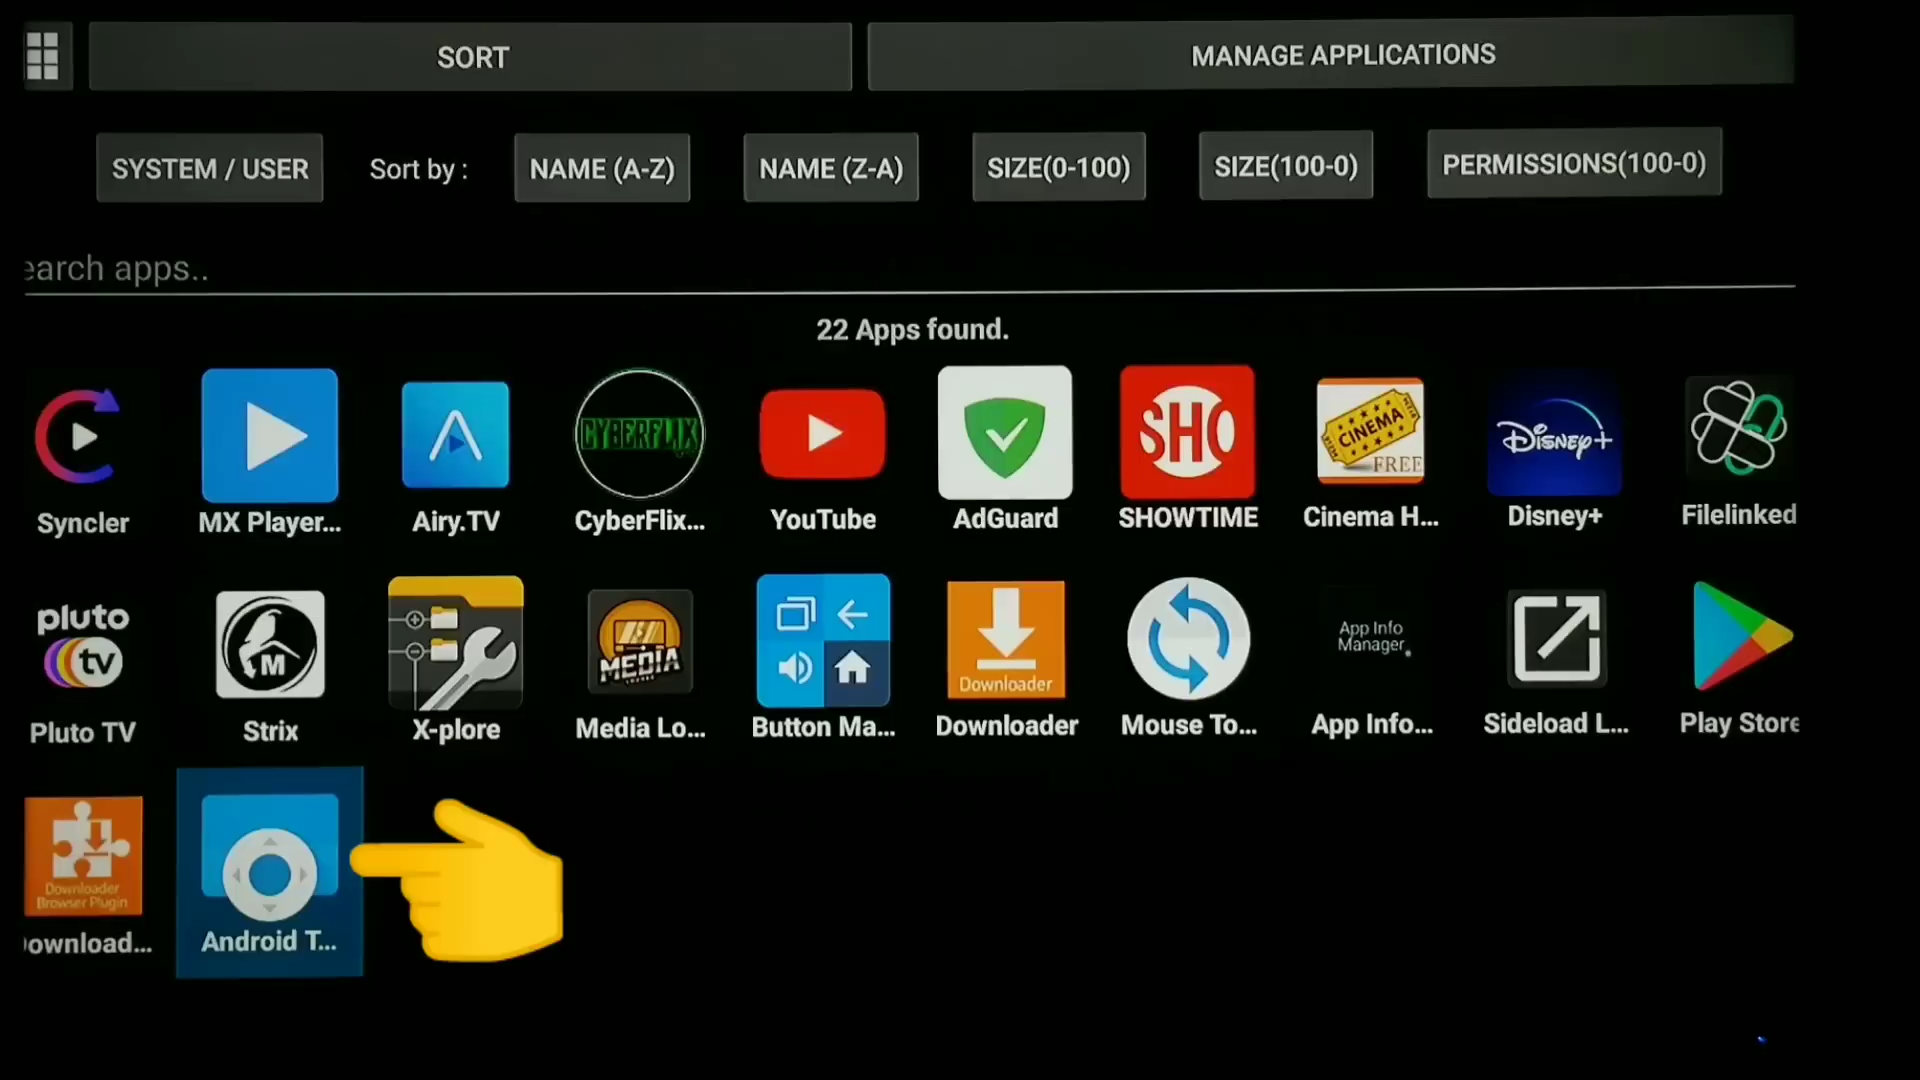 SORT
MANAGE APPLICATIONS
SYSTEM / USER
Sort by :
NAME (A-Z)
NAME (Z-A)
SIZE(0-100)
SIZE(100-0)
PERMISSIONS(100-0)
earch apps..
22 Apps found.
CYBERFLIX
SHO
CINEMA
FREE
Disney+
Syncler
MX Player...
Airy.TV
CyberFlix...
YouTube
AdGuard
SHOWTIME
Cinema H...
Disney+
Filelinked
pluto
tv
M
MEDIA
Downloader
App Info
Manager.
Pluto TV
Strix
X-plore
Media Lo...
Button Ma...
Downloader
Mouse To...
App Info...
Sideload L...
Play Store
Downloader
Browser Plugin
ownload...
Android T...